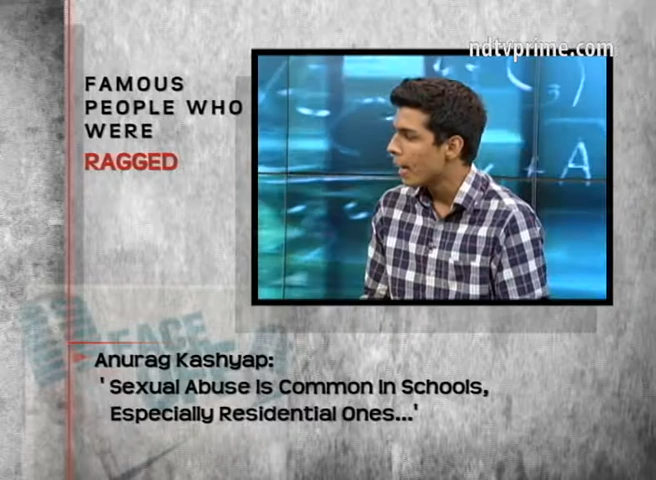 ndtvprime.com
FAMOUS
PEOPLE WHO
WERE
RAGGED
Anurag Kashyap:
'Sexual Abuse Is Common In Schools,
Especially Residential Ones...'